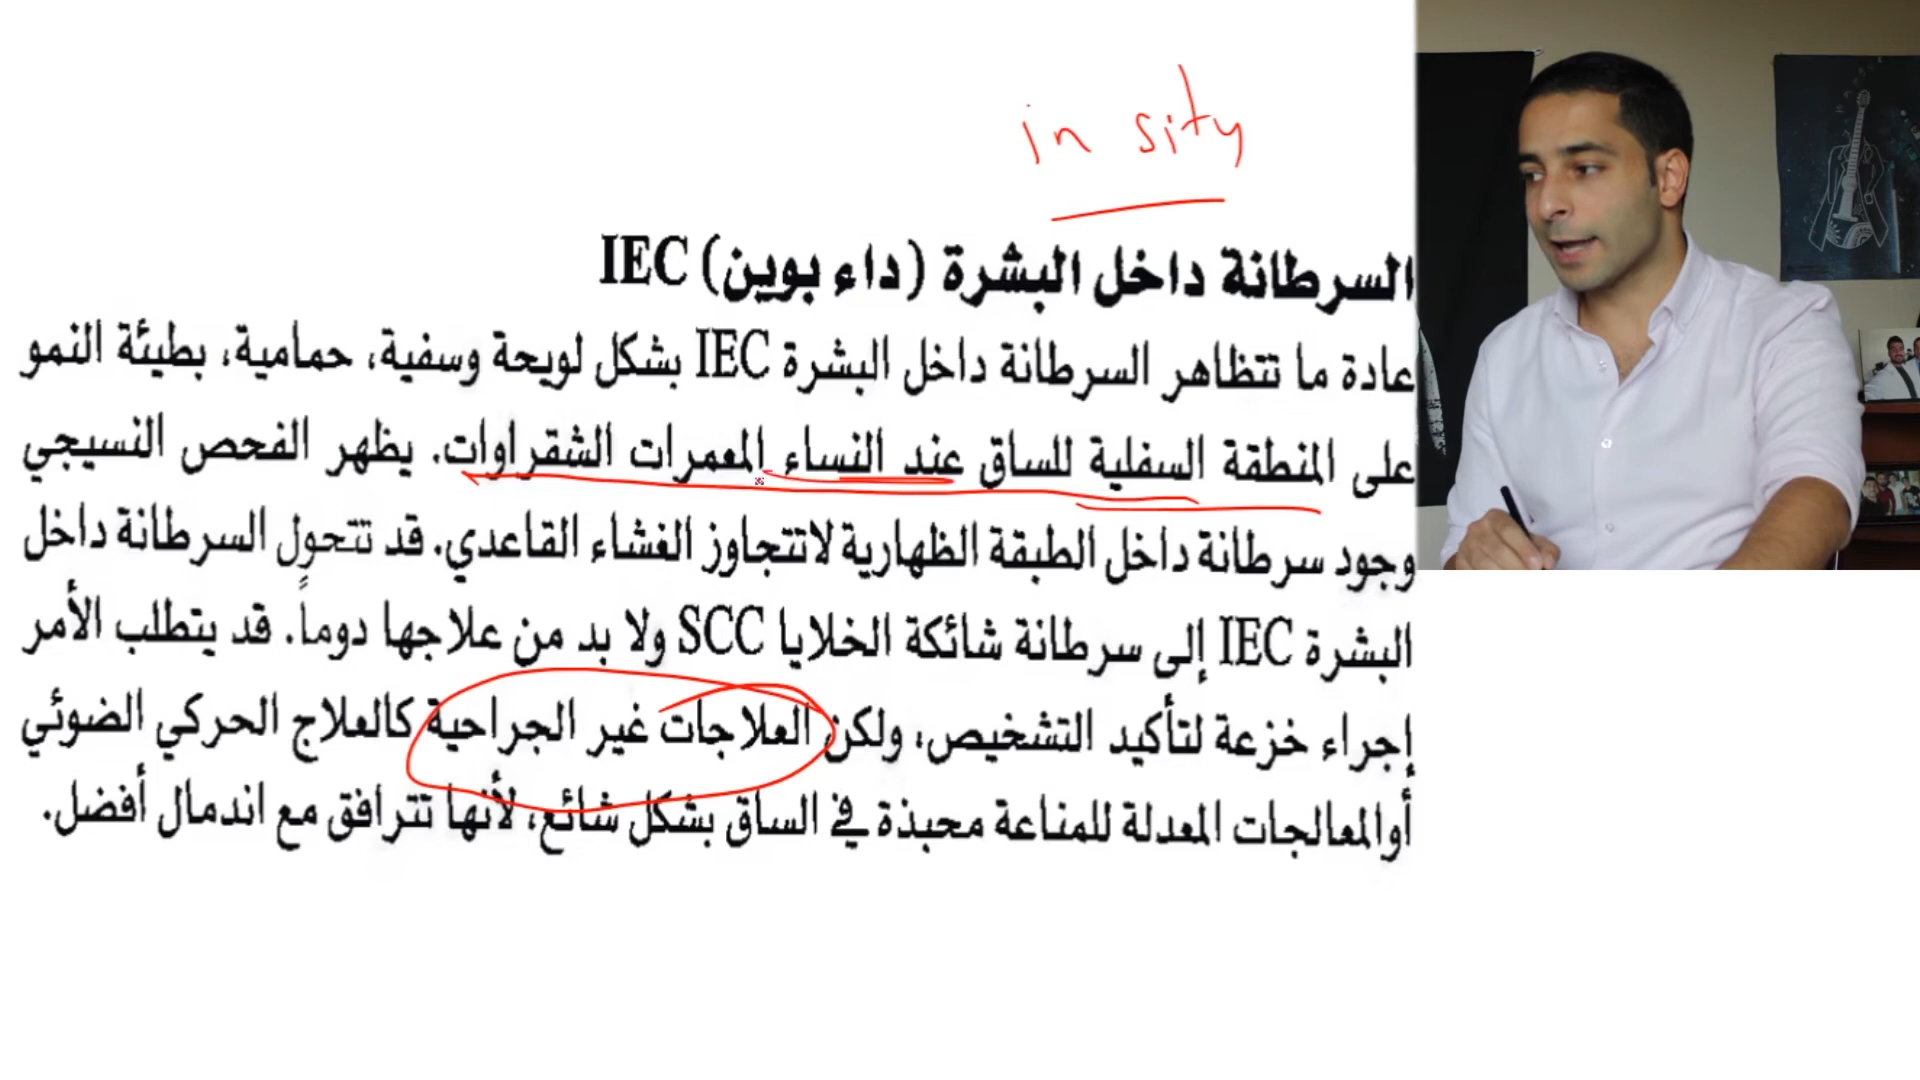 in sity
السرطانة داخل البشرة (داء بوين) IEC
عادة ما تتظاهر السرطانة داخل البشرة IEC بشكل لويحة وسفية، حمامية، بطيئة النمو
على المنطقة السفلية للساق عند النساء المعمرات الشقراوات. يظهر الفحص النسيجي
وجود سرطانة داخل الطبقة الظهارية لاتتجاوز الغشاء القاعدي. قد تتحول السرطانة داخل
البشرة IEC إلى سرطانة شائكة الخلايا SCC ولا بد من علاجها دوماً. قد يتطلب الأمر
إجراء خزعة لتأكيد التشخيص، ولكن العلاجات غير الجراحية كالعلاج الحركي الضوئي
أوالمعالجات المعدلة للمناعة محبذة في الساق بشكل شائع، لأنها تترافق مع اندمال أفضل.